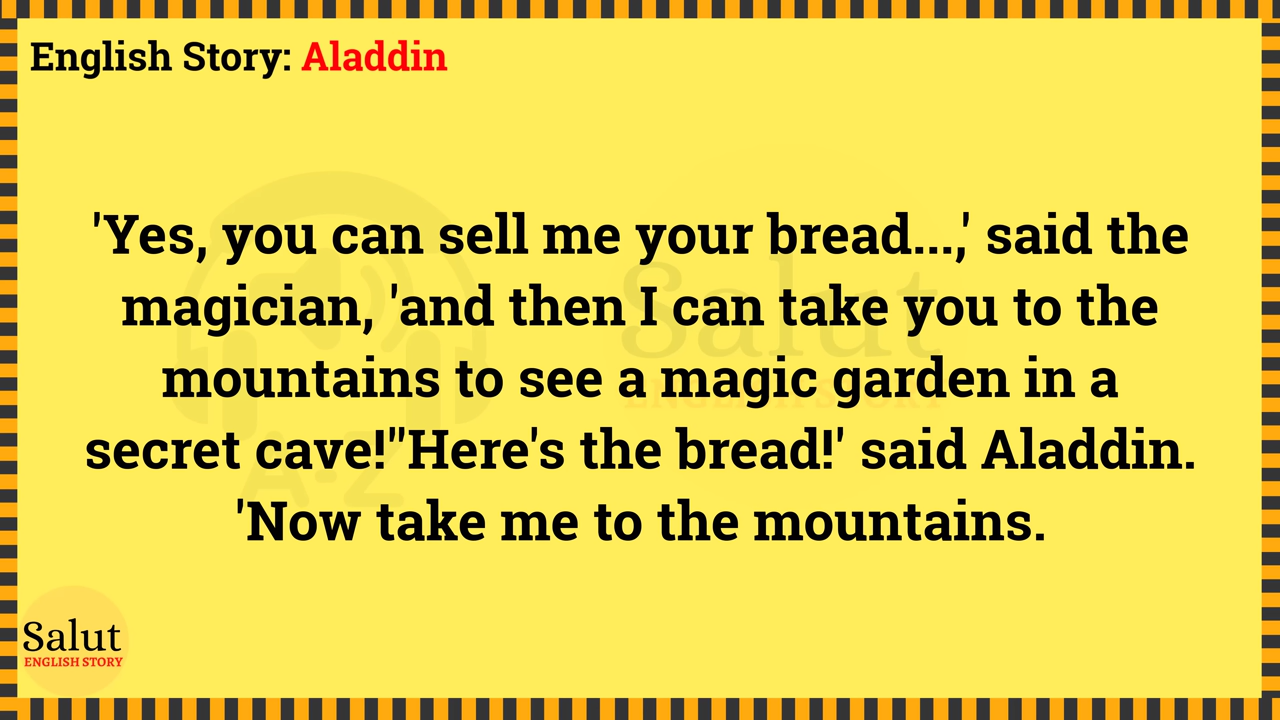 English Story: Aladdin
'Yes, you can sell me your bread...,' said the
magician, 'and then I can take you to the
mountains to see a magic garden in a
secret cave!''Here's the bread!' said Aladdin.
'Now take me to the mountains.
Salut
A-Z
Salut
ENGLISH STORY